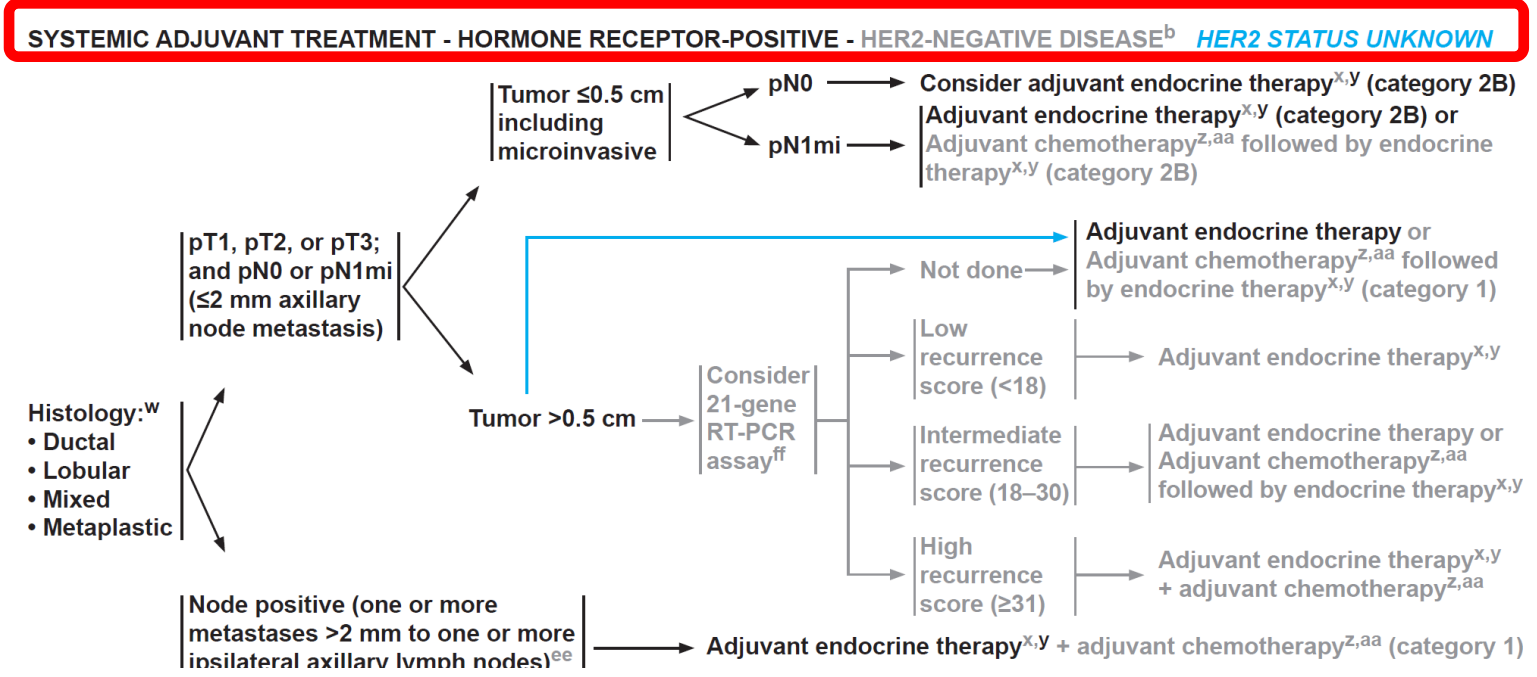 SYSTEMIC ADJUVANT TREATMENT - HORMONE RECEPTOR-POSITIVE - HER2-NEGATIVE DISEASEᵇ HER2 STATUS UNKNOWN
Tumor ≤0.5 cm
including
microinvasive
pN0
Consider adjuvant endocrine therapyˣ,ʸ (category 2B)
pN1mi
Adjuvant endocrine therapyˣ,ʸ (category 2B) or
Adjuvant chemotherapyᶻ,ᵃᵃ followed by endocrine
therapyˣ,ʸ (category 2B)
pT1, pT2, or pT3;
and pN0 or pN1mi
(≤2 mm axillary
node metastasis)
Tumor >0.5 cm
Consider
21-gene
RT-PCR
assayᶠᶠ
Not done
Adjuvant endocrine therapy or
Adjuvant chemotherapyᶻ,ᵃᵃ followed
by endocrine therapyˣ,ʸ (category 1)
Low
recurrence
score (<18)
Adjuvant endocrine therapyˣ,ʸ
Intermediate
recurrence
score (18–30)
Adjuvant endocrine therapy or
Adjuvant chemotherapyᶻ,ᵃᵃ
followed by endocrine therapyˣ,ʸ
High
recurrence
score (≥31)
Adjuvant endocrine therapyˣ,ʸ
+ adjuvant chemotherapyᶻ,ᵃᵃ
Histology:ʷ
• Ductal
• Lobular
• Mixed
• Metaplastic
Node positive (one or more
metastases >2 mm to one or more
ipsilateral axillary lymph nodes)ᵉᵉ
Adjuvant endocrine therapyˣ,ʸ + adjuvant chemotherapyᶻ,ᵃᵃ (category 1)